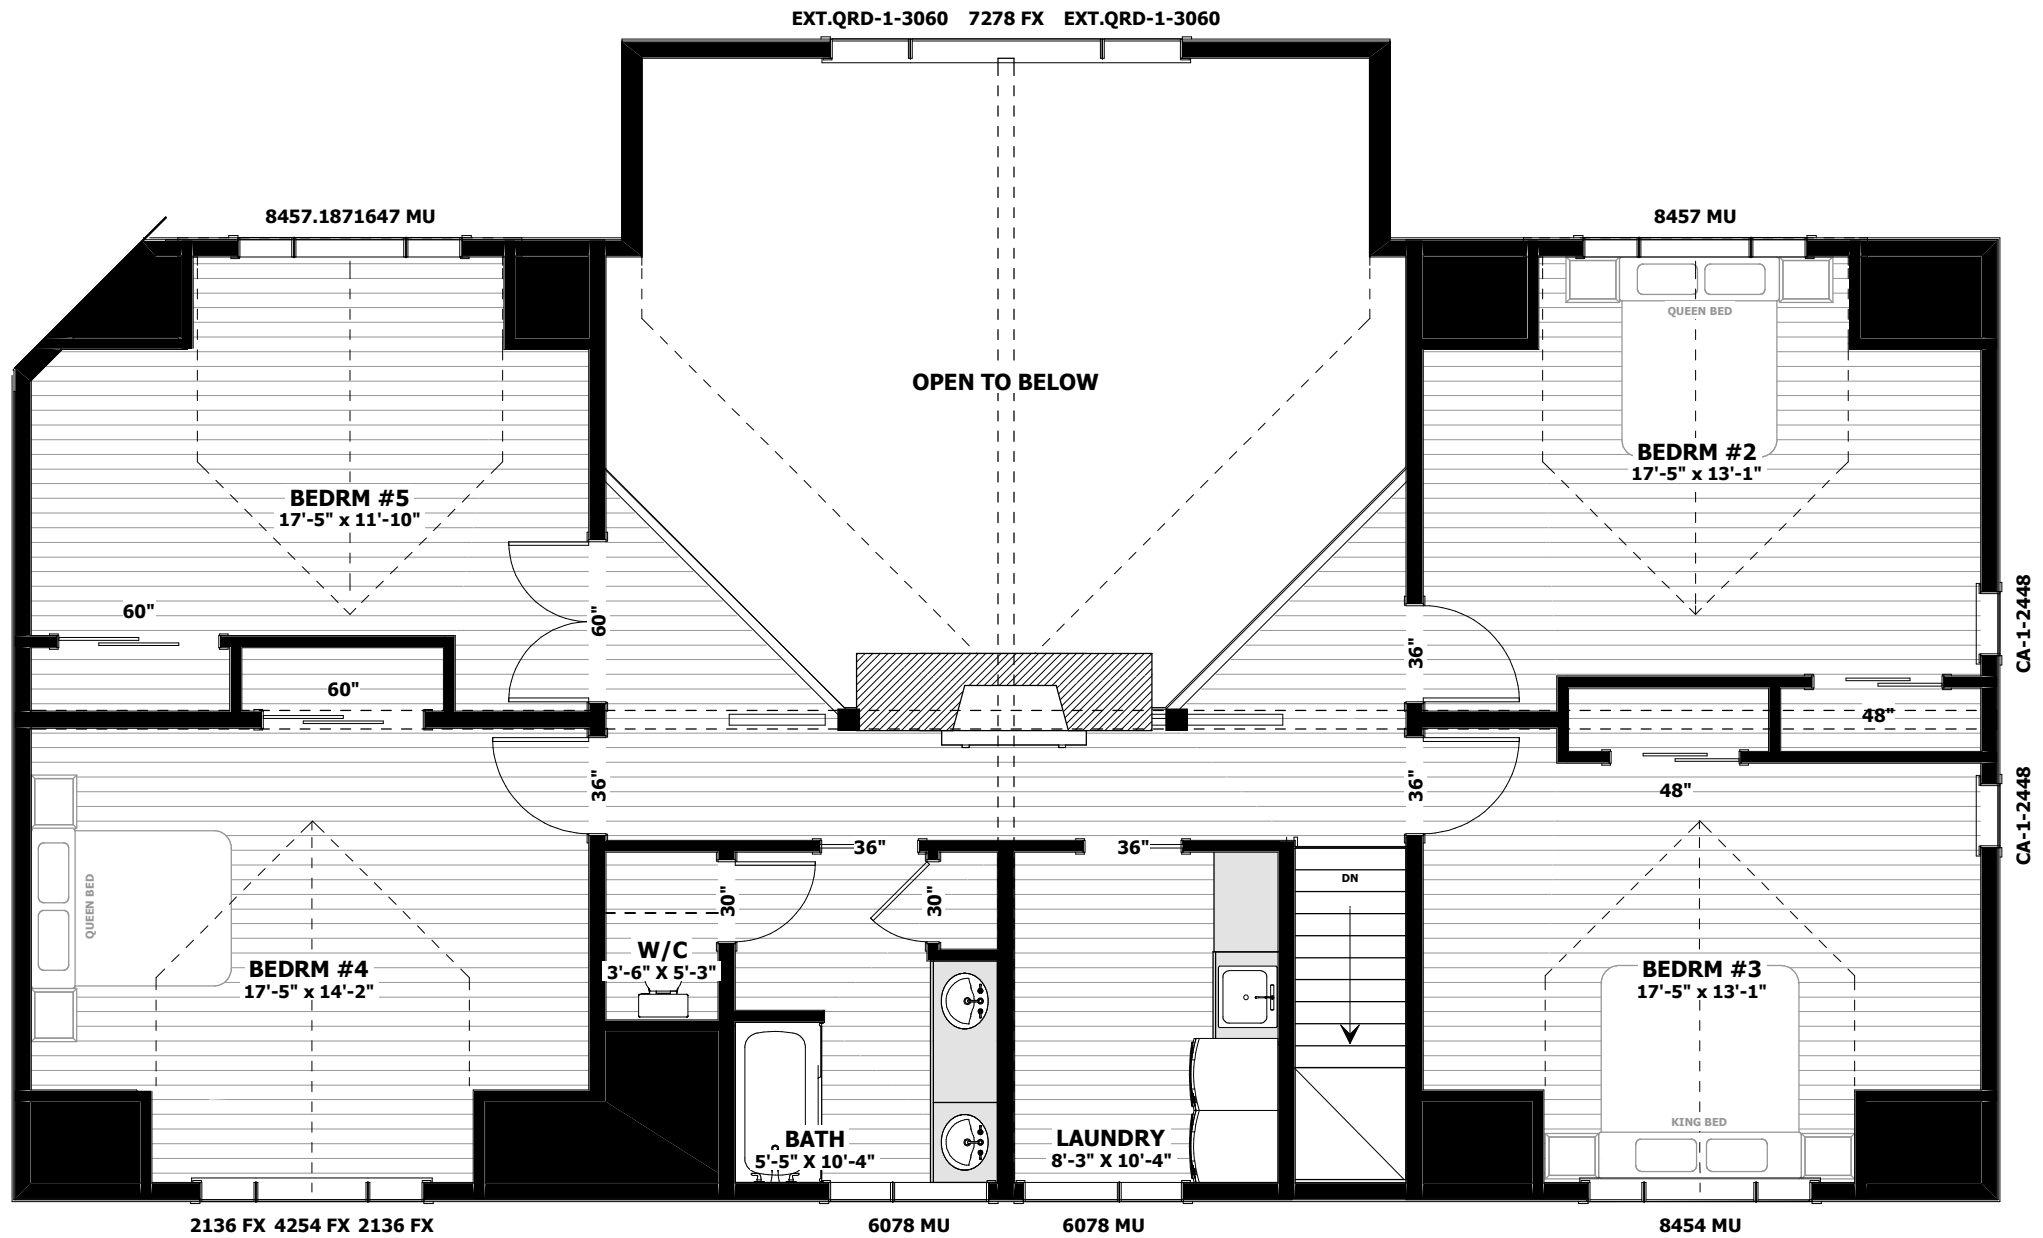 EXT.QRD-1-3060 7278 FX EXT.QRD-1-3060
8457.1871647 MU
8457 MU
QUEEN BED
OPEN TO BELOW
BEDRM #2
17'-5" x 13'-1"
BEDRM #5
17'-5" x 11'-10"
60"
60"
60"
36"
CA-1-2448
48"
36"
36"
48"
CA-1-2448
36"
36"
DN
30"
30"
QUEEN BED
W/C
3'-6" X 5'-3"
BEDRM #4
17'-5" x 14'-2"
BEDRM #3
17'-5" x 13'-1"
KING BED
BATH
5'-5" X 10'-4"
LAUNDRY
8'-3" X 10'-4"
2136 FX 4254 FX 2136 FX
6078 MU
6078 MU
8454 MU